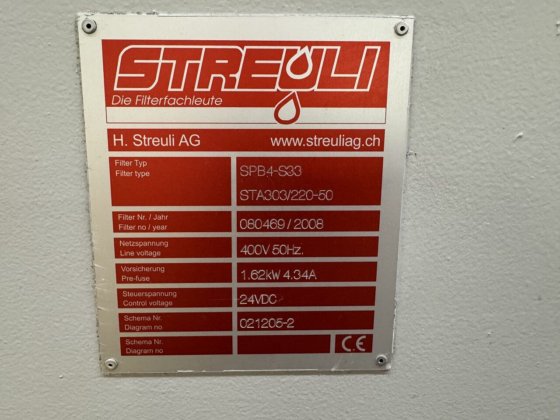 STREULI
Die Filterfachleute
H. Streuli AG www.streuliag.ch
Filter Typ
Filter type
SPB4-S33
STA303/220-50
Filter Nr. / Jahr
Filter no / year
080469 / 2008
Netzspannung
Line voltage
400V 50Hz.
Vorsicherung
Pre-fuse
1.62kW 4.34A
Steuerspannung
Control voltage
24VDC
Schema Nr.
Diagram no
021205-2
Schema Nr.
Diagram no
CE